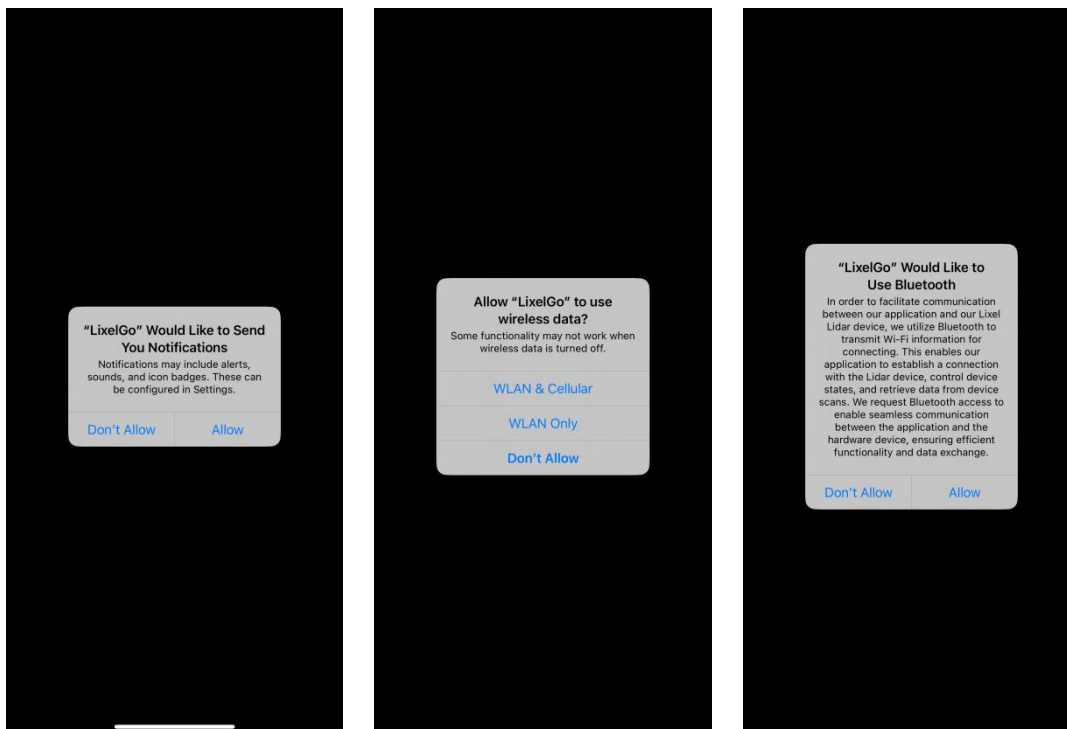 “LixelGo” Would Like to Send
You Notifications
Notifications may include alerts,
sounds, and icon badges. These can
be configured in Settings.
Don’t Allow
Allow
Allow “LixelGo” to use
wireless data?
Some functionality may not work when
wireless data is turned off.
WLAN & Cellular
WLAN Only
Don’t Allow
“LixelGo” Would Like to
Use Bluetooth
In order to facilitate communication
between our application and our Lixel
Lidar device, we utilize Bluetooth to
transmit Wi-Fi information for
connecting. This enables our
application to establish a connection
with the Lidar device, control device
states, and retrieve data from device
scans. We request Bluetooth access to
enable seamless communication
between the application and the
hardware device, ensuring efficient
functionality and data exchange.
Don’t Allow
Allow